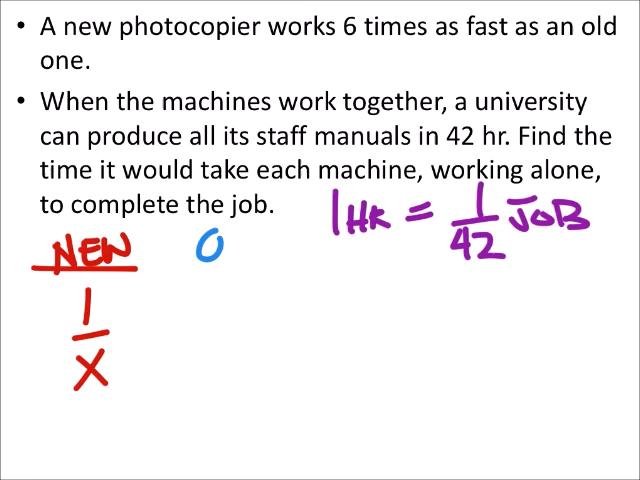 • A new photocopier works 6 times as fast as an old
one.
• When the machines work together, a university
can produce all its staff manuals in 42 hr. Find the
time it would take each machine, working alone,
to complete the job.
1 HR = 1/42 JOB
NEW O
1
X